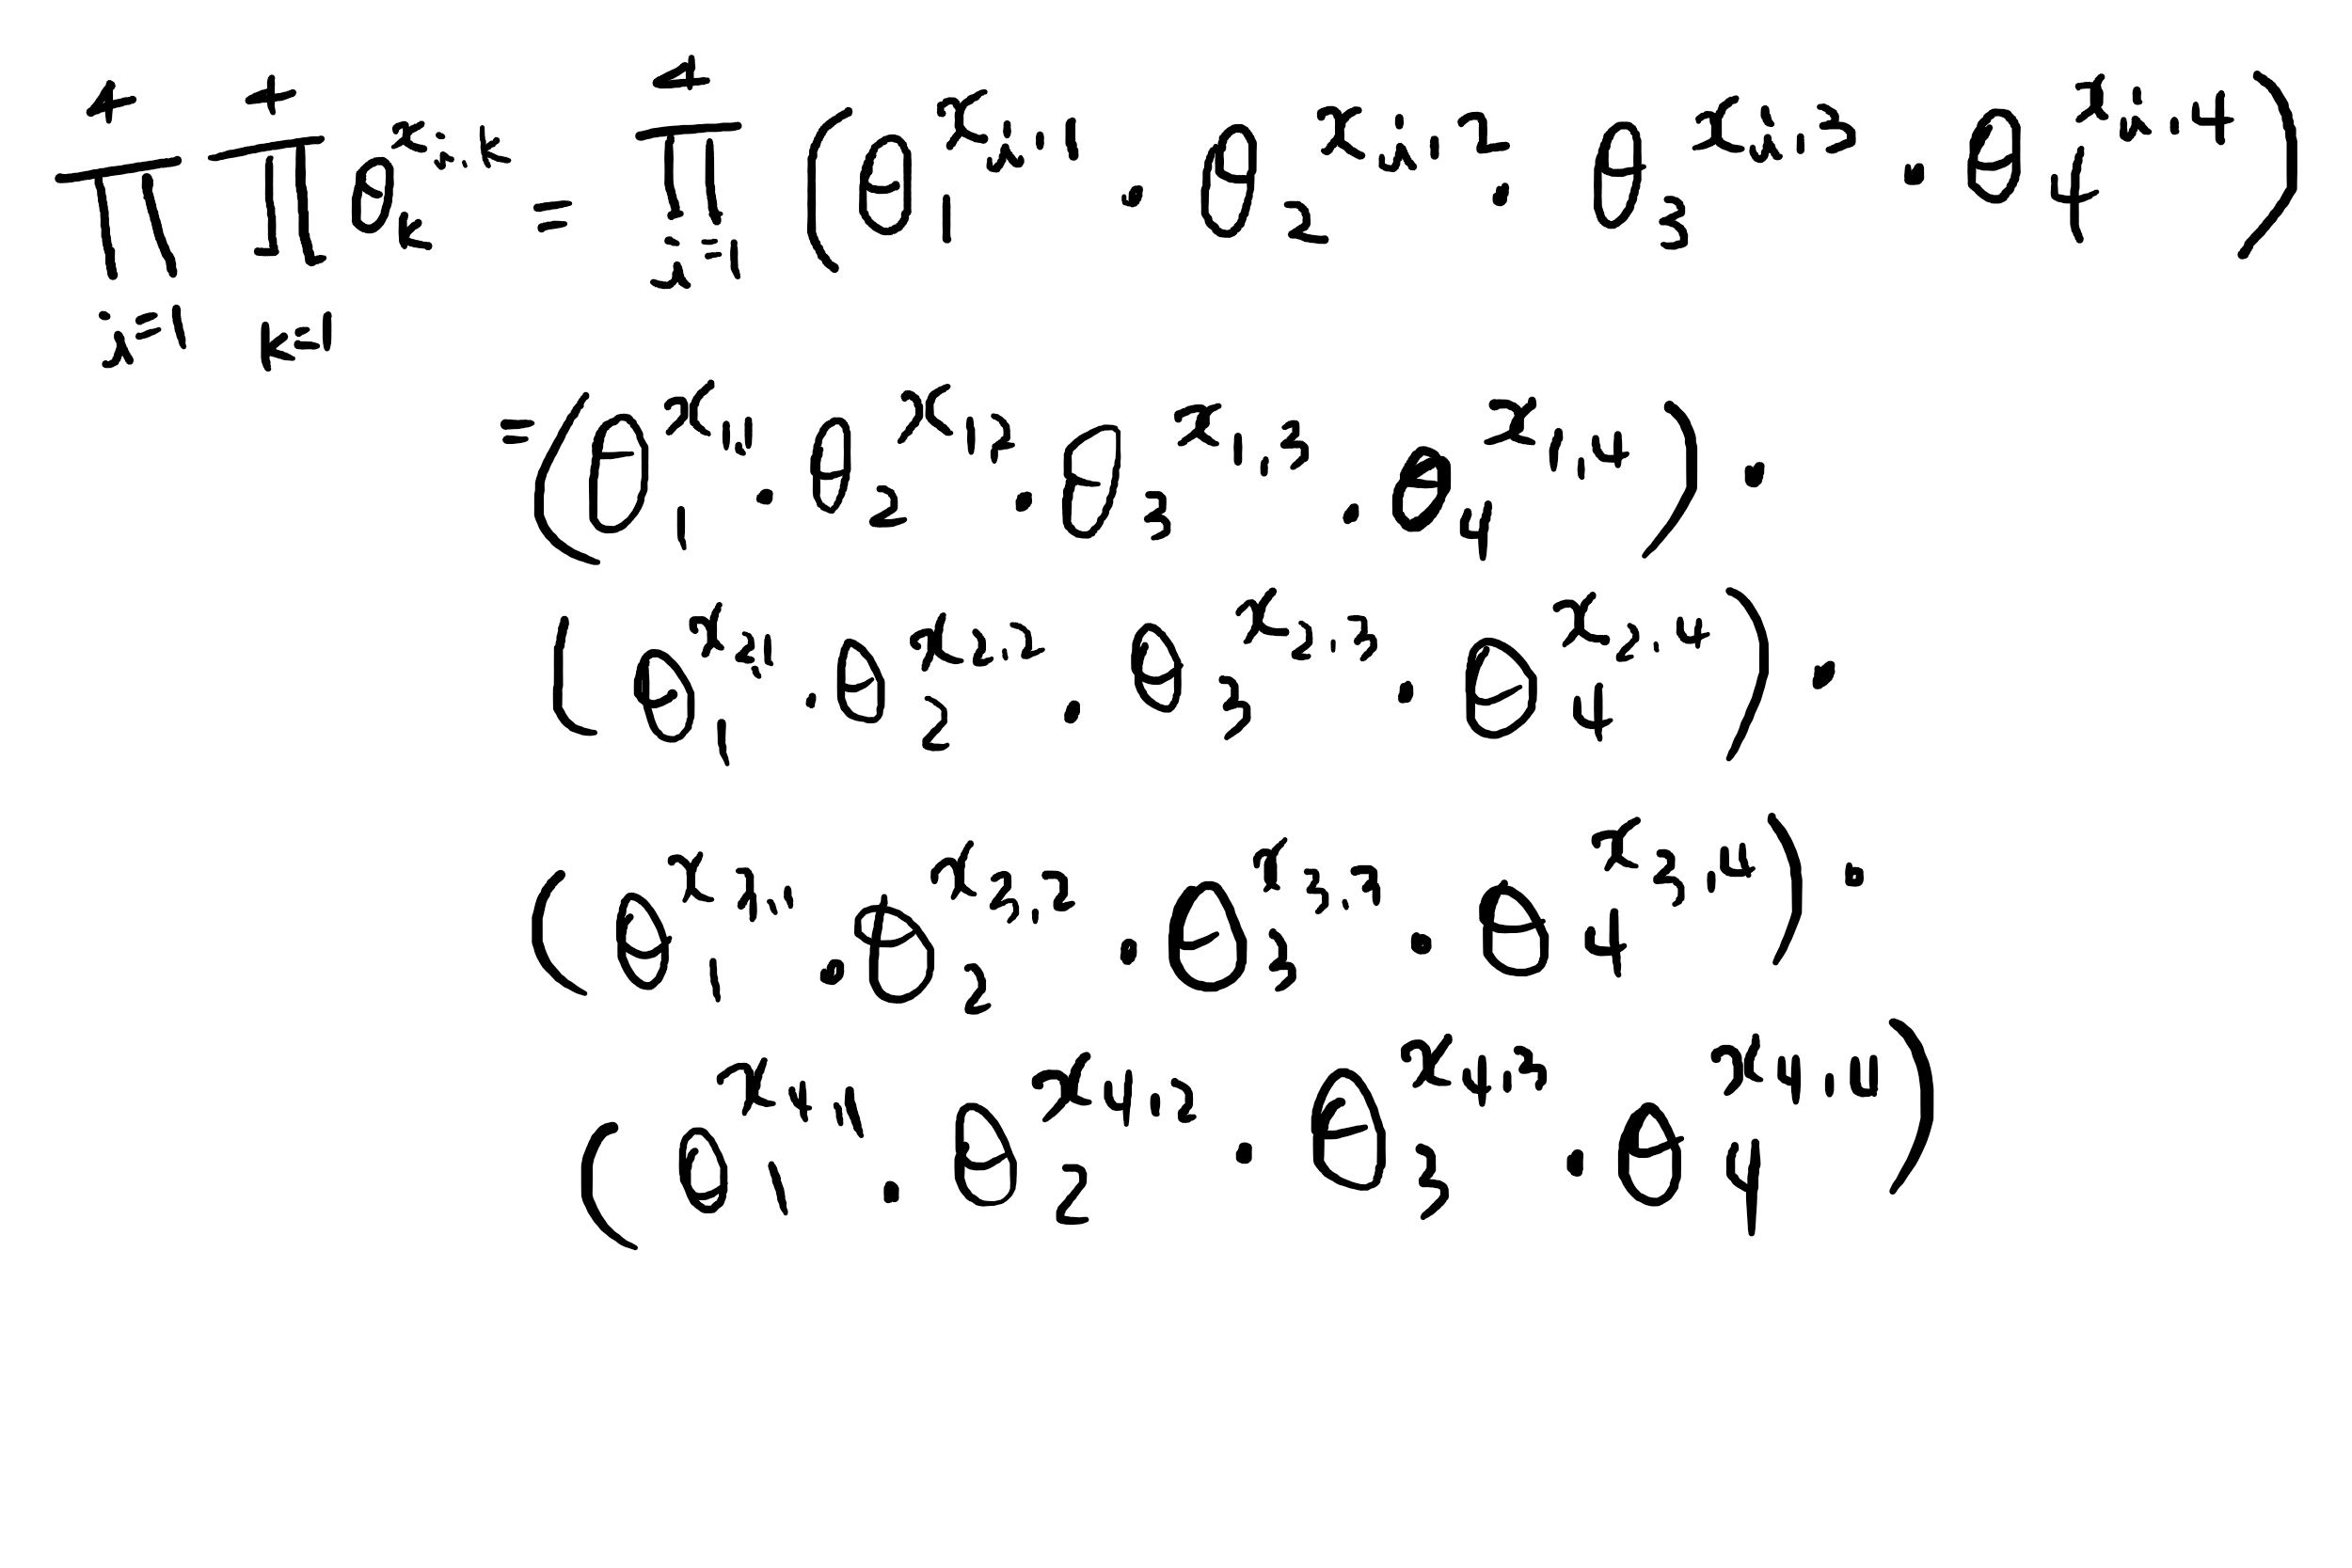 $\prod_{i=1}^{4} \prod_{k=1}^{4} \theta_k^{x_{i,k}} = \prod_{i=1}^{4} \left( \theta_1^{x_{i,1}} \cdot \theta_2^{x_{i,2}} \cdot \theta_3^{x_{i,3}} \cdot \theta_4^{x_{i,4}} \right)$
$= \left( \theta_1^{x_{1,1}} \cdot \theta_2^{x_{1,2}} \cdot \theta_3^{x_{1,3}} \cdot \theta_4^{x_{1,4}} \right) \cdot$
$\left( \theta_1^{x_{2,1}} \cdot \theta_2^{x_{2,2}} \cdot \theta_3^{x_{2,3}} \cdot \theta_4^{x_{2,4}} \right) \cdot$
$\left( \theta_1^{x_{3,1}} \cdot \theta_2^{x_{3,2}} \cdot \theta_3^{x_{3,3}} \cdot \theta_4^{x_{3,4}} \right) \cdot$
$\left( \theta_1^{x_{4,1}} \cdot \theta_2^{x_{4,2}} \cdot \theta_3^{x_{4,3}} \cdot \theta_4^{x_{4,4}} \right)$